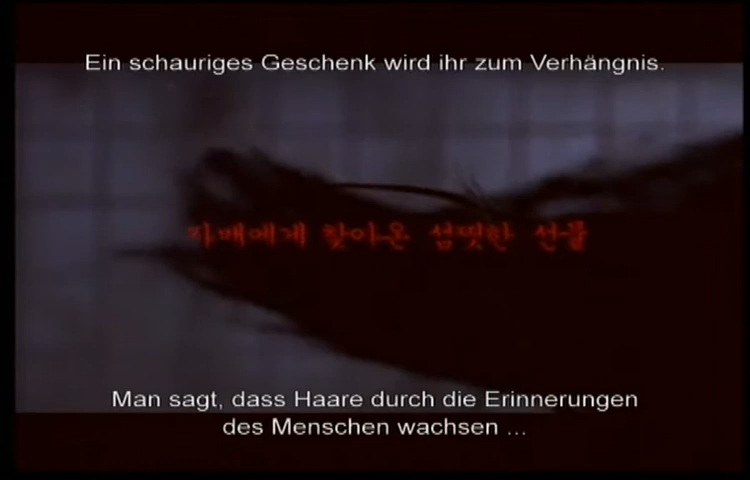 Ein schauriges Geschenk wird ihr zum Verhängnis.
자매에게 찾아온 섬찟한 선물
Man sagt, dass Haare durch die Erinnerungen
des Menschen wachsen ...